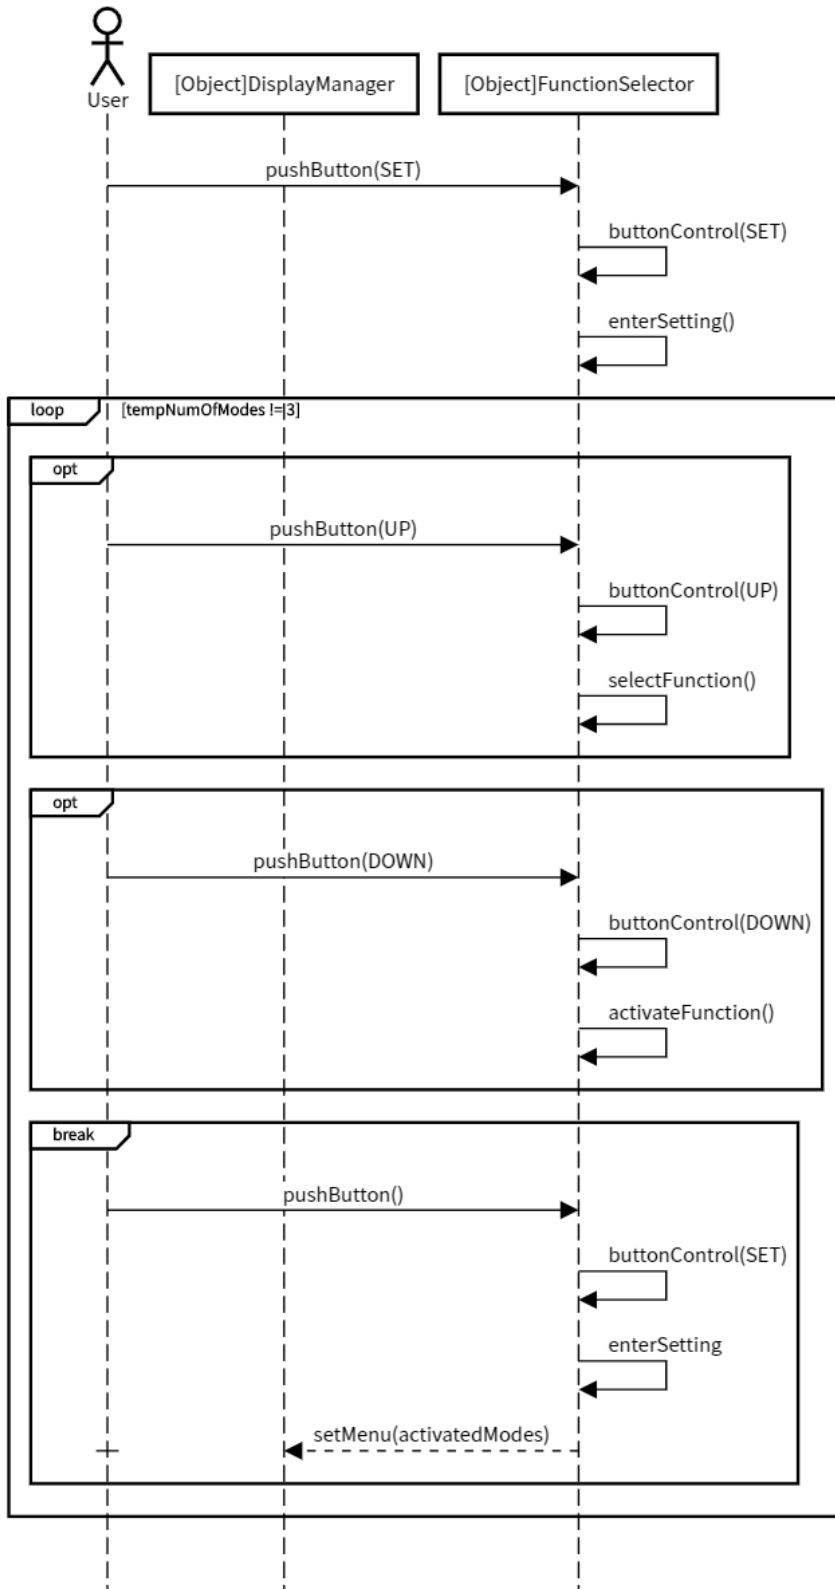 User
[Object]DisplayManager
[Object]FunctionSelector
pushButton(SET)
buttonControl(SET)
enterSetting()
loop
[tempNumOfModes != 3]
opt
pushButton(UP)
buttonControl(UP)
selectFunction()
opt
pushButton(DOWN)
buttonControl(DOWN)
activateFunction()
break
pushButton()
buttonControl(SET)
enterSetting
setMenu(activatedModes)